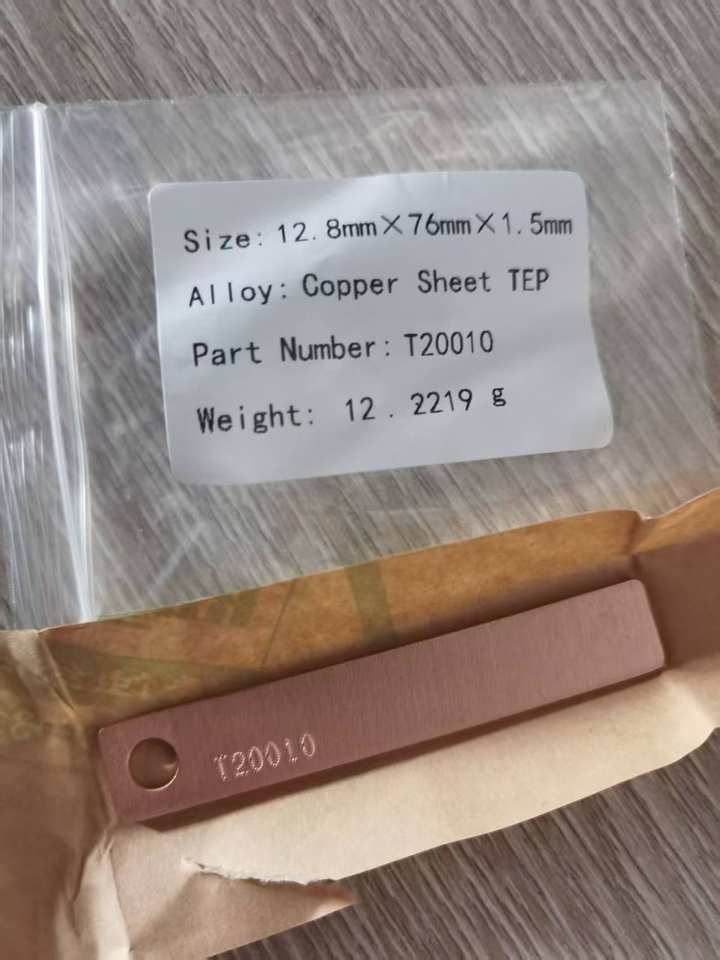 Size: 12.8mm×76mm×1.5mm
Alloy: Copper Sheet TEP
Part Number: T20010
Weight: 12.2219 g
T20010